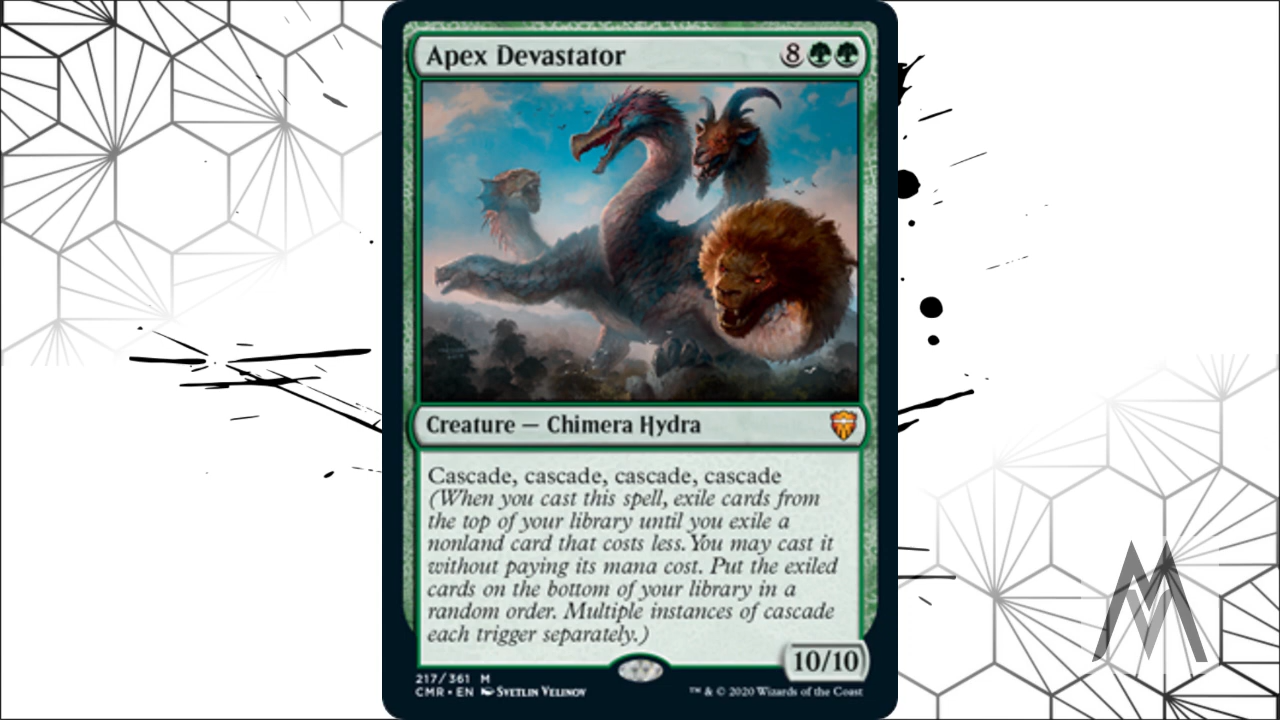 Apex Devastator 8
Creature — Chimera Hydra
Cascade, cascade, cascade, cascade
(When you cast this spell, exile cards from
the top of your library until you exile a
nonland card that costs less. You may cast it
without paying its mana cost. Put the exiled
cards on the bottom of your library in a
random order. Multiple instances of cascade
each trigger separately.)
10/10
217/361 M
CMR • EN Svetlin Velinov ™ & © 2020 Wizards of the Coast